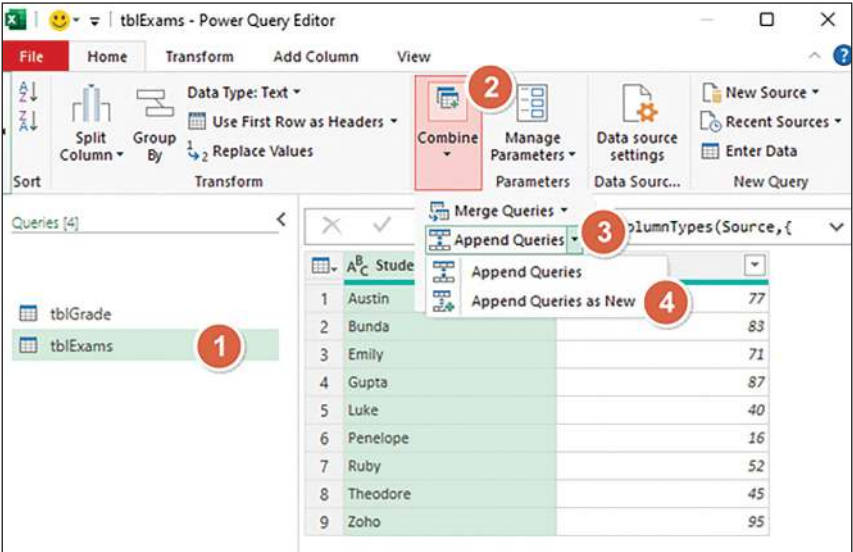 tblExams - Power Query Editor
File Home Transform Add Column View
Sort
Split Column
Group By
Data Type: Text
Use First Row as Headers
1 2 Replace Values
Transform
Combine
2
Manage Parameters
Parameters
Data source settings
Data Sourc...
New Source
Recent Sources
Enter Data
New Query
Merge Queries
Append Queries
3
Append Queries
Append Queries as New
4
olumnTypes(Source,{
Queries [4]
tblGrade
tblExams
1
ABC Stude
1 Austin 77
2 Bunda 83
3 Emily 71
4 Gupta 87
5 Luke 40
6 Penelope 16
7 Ruby 52
8 Theodore 45
9 Zoho 95